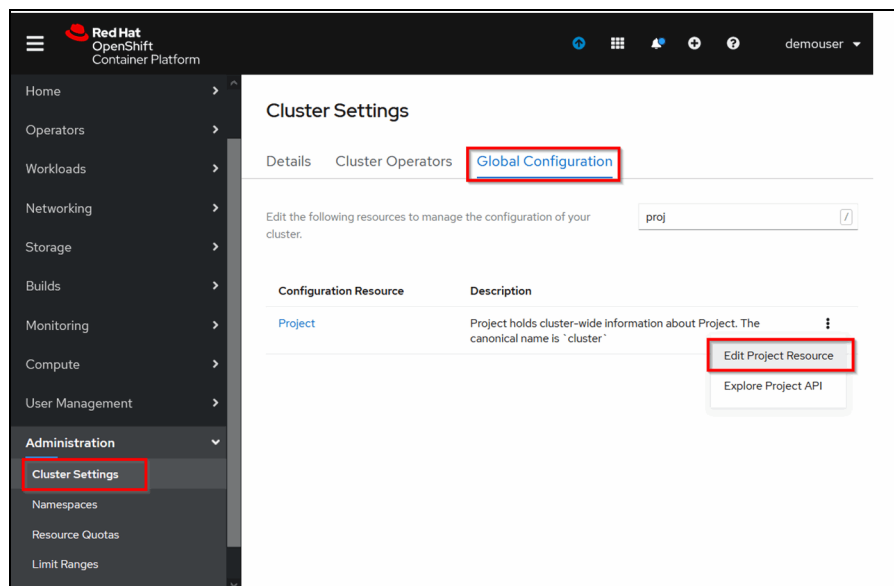 Red Hat
OpenShift
Container Platform
demouser
Home
Operators
Workloads
Networking
Storage
Builds
Monitoring
Compute
User Management
Administration
Cluster Settings
Namespaces
Resource Quotas
Limit Ranges
Cluster Settings
Details Cluster Operators Global Configuration
Edit the following resources to manage the configuration of your
cluster.
proj /
Configuration Resource Description
Project Project holds cluster-wide information about Project. The
canonical name is `cluster`
Edit Project Resource
Explore Project API